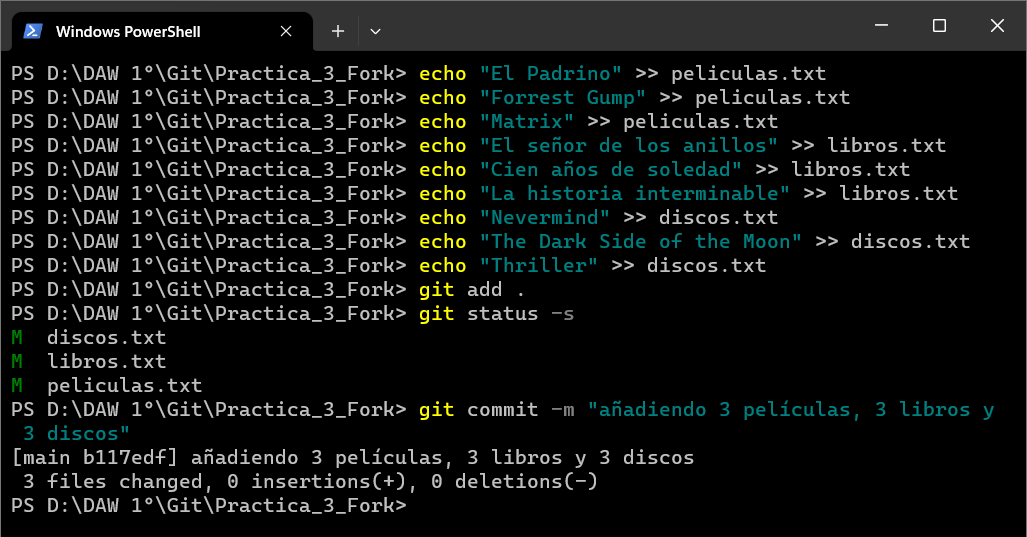 Windows PowerShell
PS D:\DAW 1°\Git\Practica_3_Fork> echo "El Padrino" >> peliculas.txt
PS D:\DAW 1°\Git\Practica_3_Fork> echo "Forrest Gump" >> peliculas.txt
PS D:\DAW 1°\Git\Practica_3_Fork> echo "Matrix" >> peliculas.txt
PS D:\DAW 1°\Git\Practica_3_Fork> echo "El señor de los anillos" >> libros.txt
PS D:\DAW 1°\Git\Practica_3_Fork> echo "Cien años de soledad" >> libros.txt
PS D:\DAW 1°\Git\Practica_3_Fork> echo "La historia interminable" >> libros.txt
PS D:\DAW 1°\Git\Practica_3_Fork> echo "Nevermind" >> discos.txt
PS D:\DAW 1°\Git\Practica_3_Fork> echo "The Dark Side of the Moon" >> discos.txt
PS D:\DAW 1°\Git\Practica_3_Fork> echo "Thriller" >> discos.txt
PS D:\DAW 1°\Git\Practica_3_Fork> git add .
PS D:\DAW 1°\Git\Practica_3_Fork> git status -s
M  discos.txt
M  libros.txt
M  peliculas.txt
PS D:\DAW 1°\Git\Practica_3_Fork> git commit -m "añadiendo 3 películas, 3 libros y
 3 discos"
[main b117edf] añadiendo 3 películas, 3 libros y 3 discos
 3 files changed, 0 insertions(+), 0 deletions(-)
PS D:\DAW 1°\Git\Practica_3_Fork>